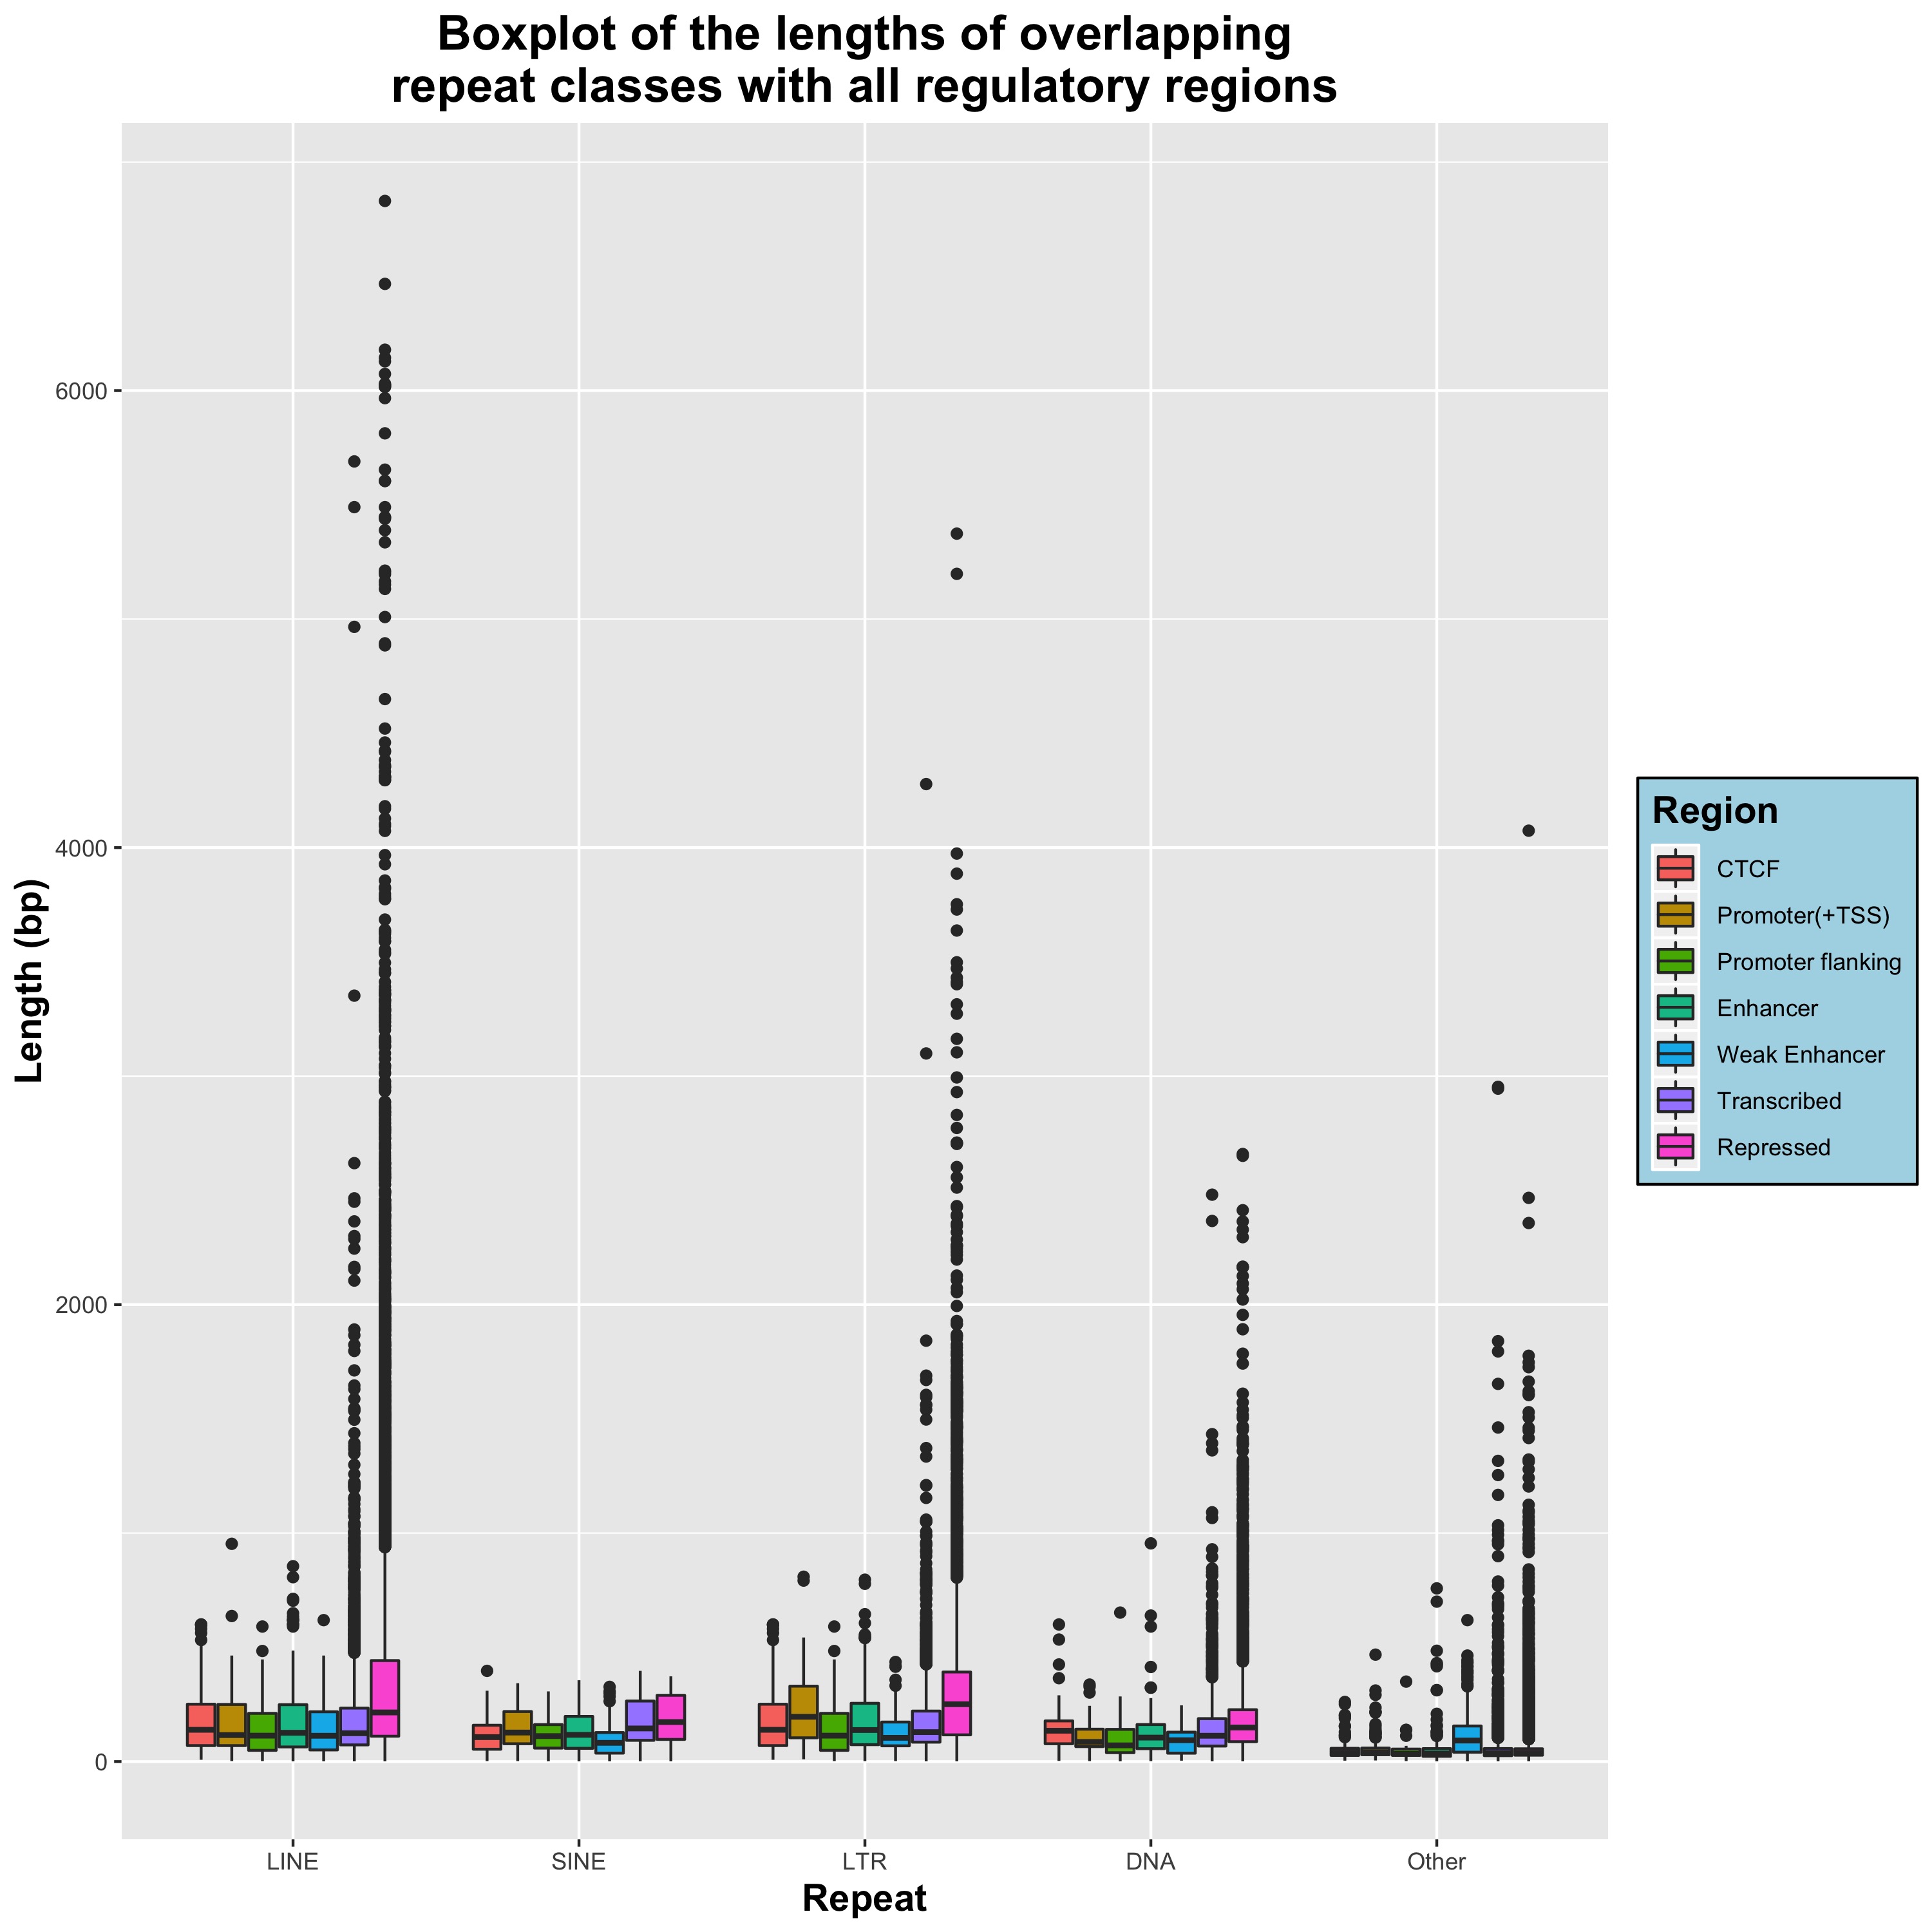 Boxplot of the lengths of overlapping
repeat classes with all regulatory regions
Length (bp)
6000
4000
2000
0
LINE
SINE
LTR
DNA
Other
Repeat
Region
CTCF
Promoter(+TSS)
Promoter flanking
Enhancer
Weak Enhancer
Transcribed
Repressed